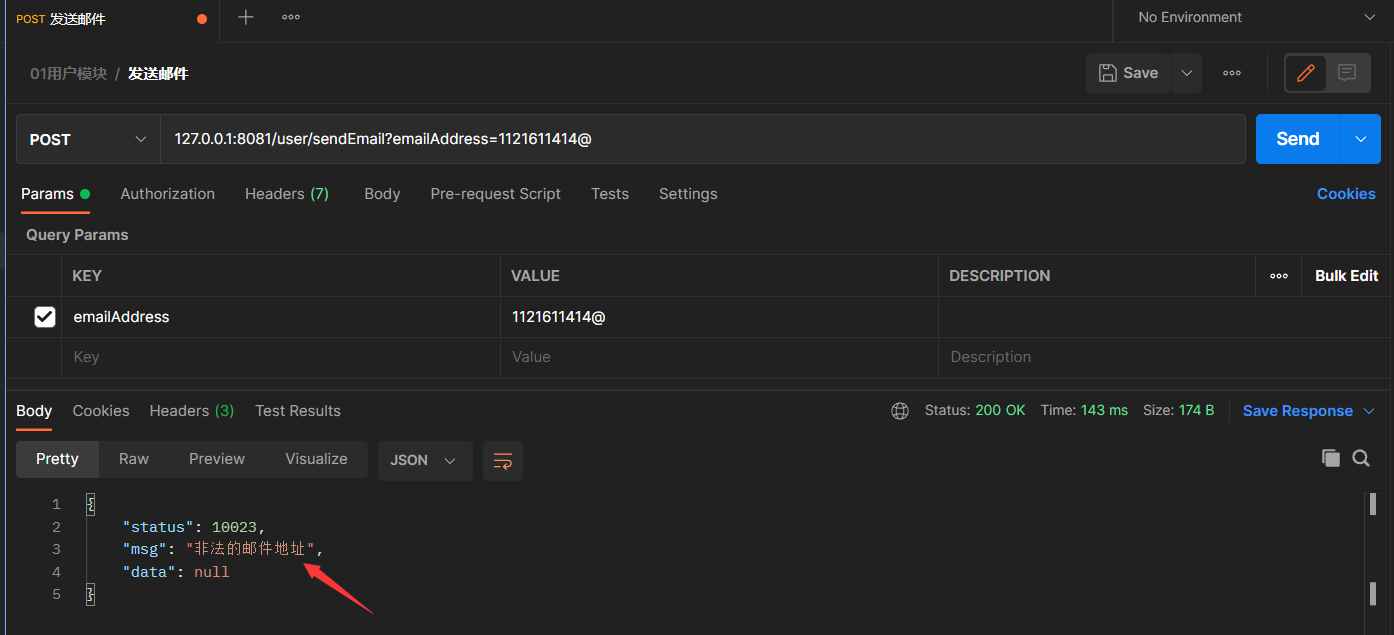 POST 发送邮件
No Environment
01用户模块 / 发送邮件
Save
POST
127.0.0.1:8081/user/sendEmail?emailAddress=1121611414@
Send
Params Authorization Headers (7) Body Pre-request Script Tests Settings Cookies
Query Params
KEY VALUE DESCRIPTION Bulk Edit
emailAddress 1121611414@
Key Value Description
Body Cookies Headers (3) Test Results Status: 200 OK Time: 143 ms Size: 174 B Save Response
Pretty Raw Preview Visualize JSON
1 {
2 "status": 10023,
3 "msg": "非法的邮件地址",
4 "data": null
5 }